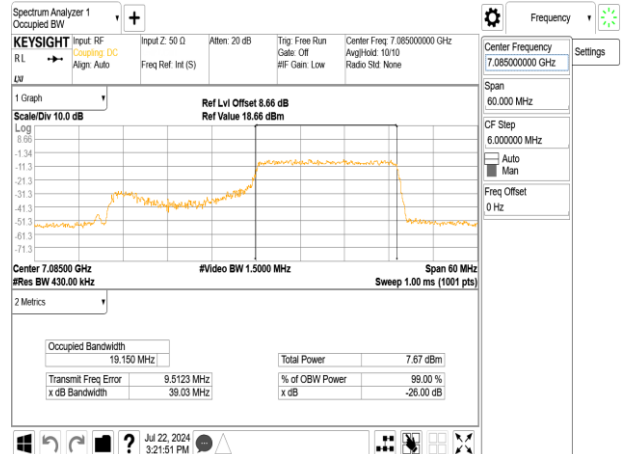 Spectrum Analyzer 1
Occupied BW
Frequency
KEYSIGHT
Input: RF
Coupling: DC
Align: Auto
Input Z: 50 Ω
Freq Ref: Int (S)
Atten: 20 dB
Trig: Free Run
Gate: Off
#IF Gain: Low
Center Freq: 7.085000000 GHz
Avg|Hold: 10/10
Radio Std: None
RL
LXI
Center Frequency
7.085000000 GHz
Settings
Span
60.000 MHz
CF Step
6.000000 MHz
Auto
Man
Freq Offset
0 Hz
1 Graph
Scale/Div 10.0 dB
Ref Lvl Offset 8.66 dB
Ref Value 18.66 dBm
Log
8.66
-1.34
-11.3
-21.3
-31.3
-41.3
-51.3
-61.3
-71.3
Center 7.08500 GHz
#Video BW 1.5000 MHz
Span 60 MHz
#Res BW 430.00 kHz
Sweep 1.00 ms (1001 pts)
2 Metrics
Occupied Bandwidth
19.150 MHz
Total Power 7.67 dBm
Transmit Freq Error 9.5123 MHz
% of OBW Power 99.00 %
x dB Bandwidth 39.03 MHz
x dB -26.00 dB
Jul 22, 2024
3:21:51 PM